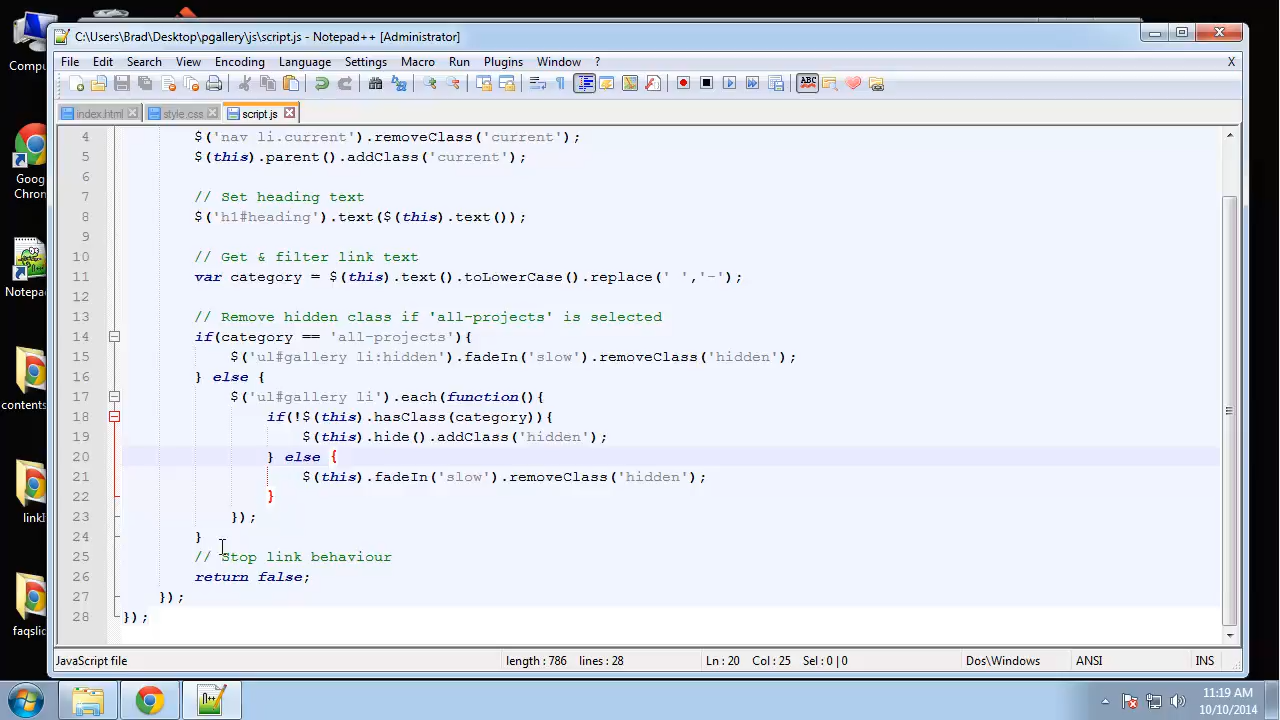 C:\Users\Brad\Desktop\pgallery\js\script.js - Notepad++ [Administrator]
File Edit Search View Encoding Language Settings Macro Run Plugins Window ? X
index.html style.css script.js
4 $('nav li.current').removeClass('current');
5 $(this).parent().addClass('current');
6
7 // Set heading text
8 $('h1#heading').text($(this).text());
9
10 // Get & filter link text
11 var category = $(this).text().toLowerCase().replace(' ','-');
12
13 // Remove hidden class if 'all-projects' is selected
14 if(category == 'all-projects'){
15 $('ul#gallery li:hidden').fadeIn('slow').removeClass('hidden');
16 } else {
17 $('ul#gallery li').each(function(){
18 if(!$(this).hasClass(category)){
19 $(this).hide().addClass('hidden');
20 } else {
21 $(this).fadeIn('slow').removeClass('hidden');
22 }
23 });
24 }
25 // Stop link behaviour
26 return false;
27 });
28 });
JavaScript file length : 786 lines : 28 Ln : 20 Col : 25 Sel : 0 | 0 Dos\Windows ANSI INS
Compu
Goog
Chron
Notep
contents
linkI
faqslic
11:19 AM
10/10/2014